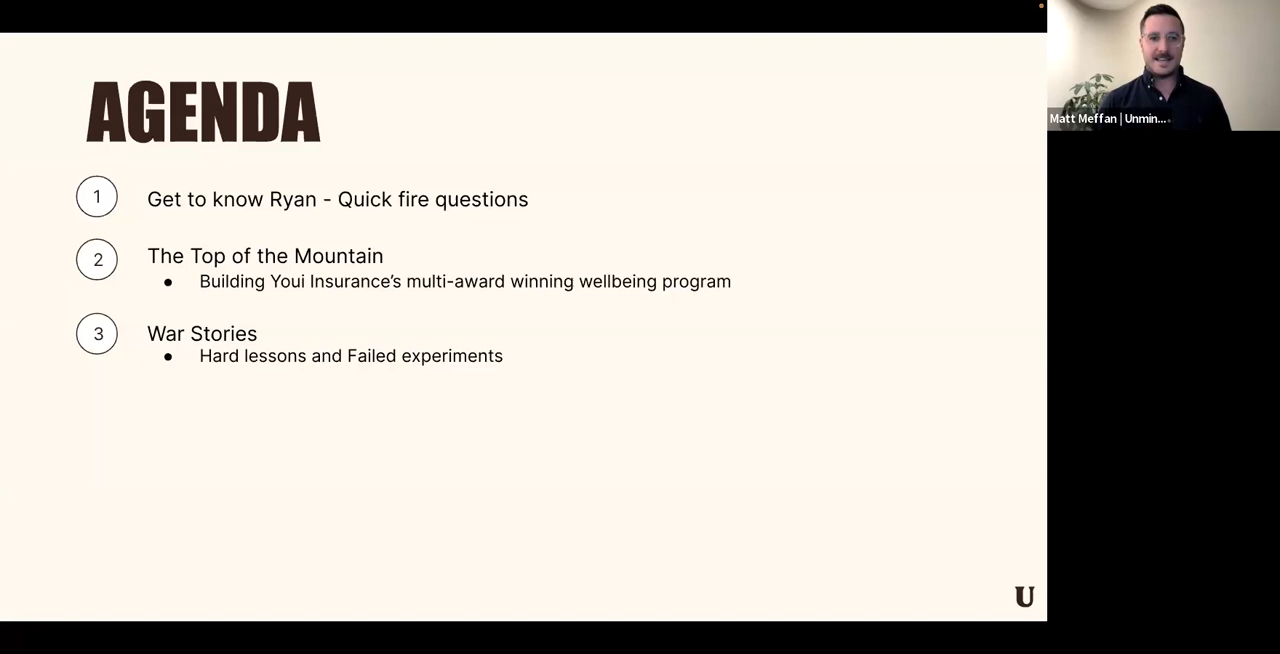 AGENDA
1 Get to know Ryan - Quick fire questions
2 The Top of the Mountain
● Building Youi Insurance’s multi-award winning wellbeing program
3 War Stories
● Hard lessons and Failed experiments
U
Matt Meffan | Unmin...